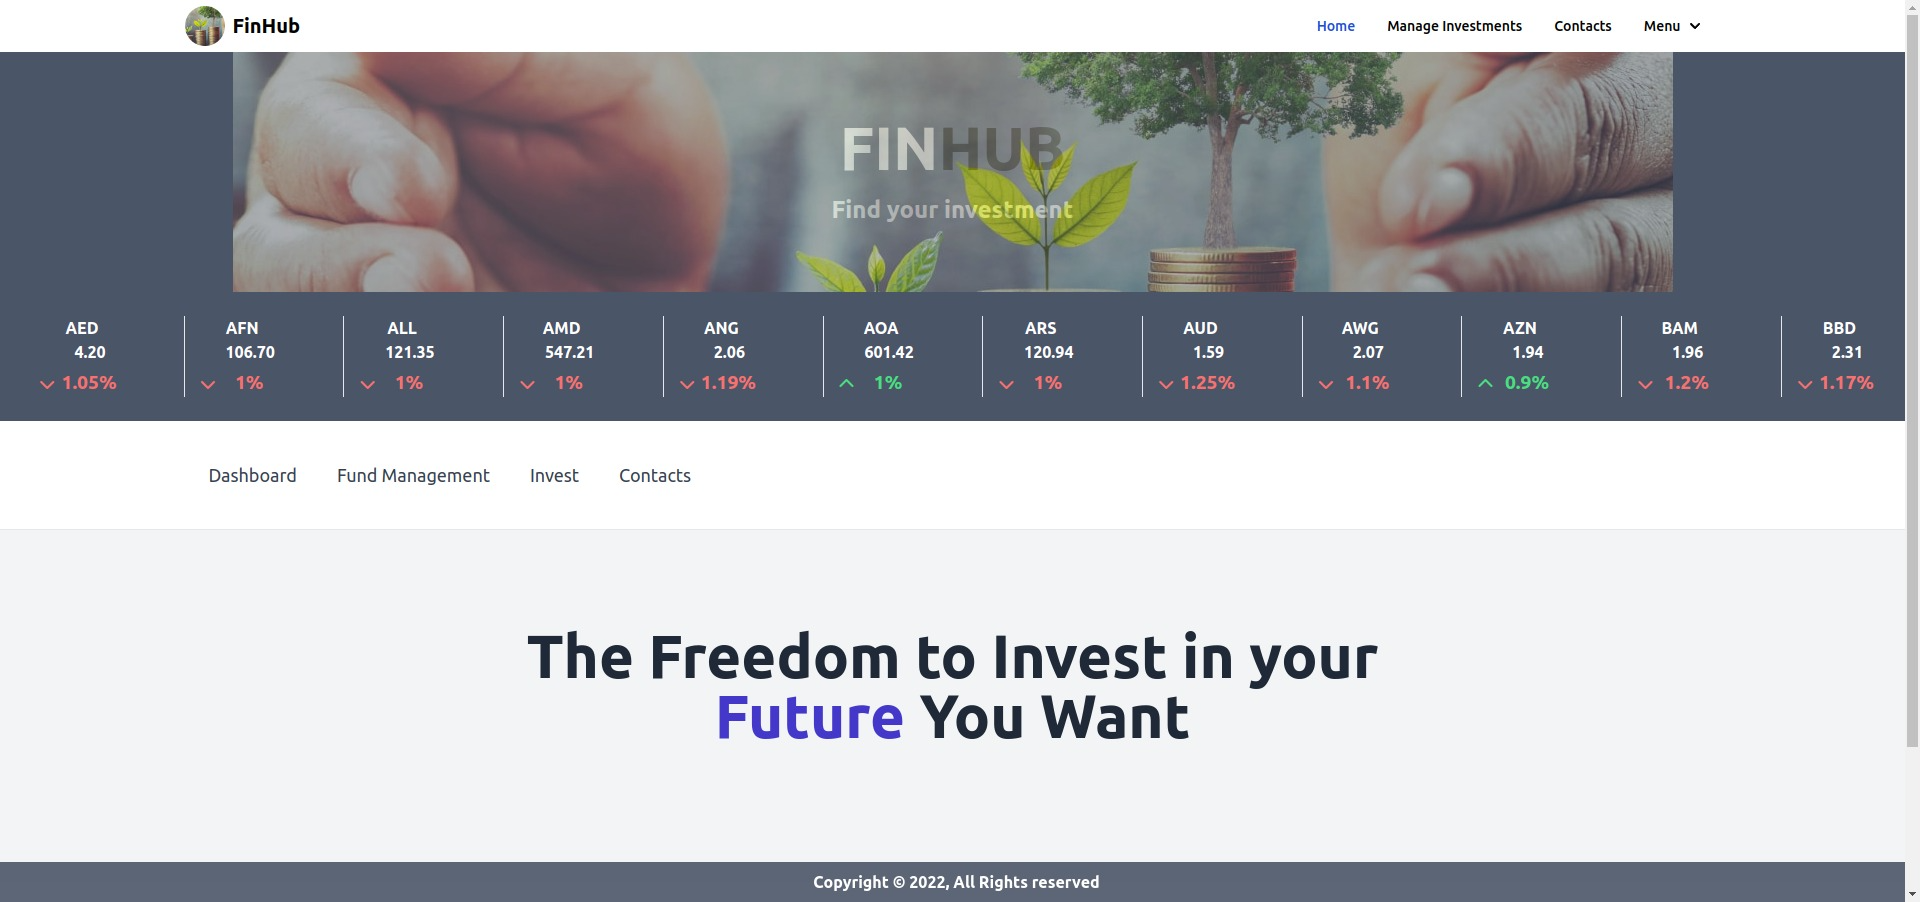 FinHub
Home Manage Investments Contacts Menu
FINHUB
Find your investment
AED AFN ALL AMD ANG AOA ARS AUD AWG AZN BAM BBD
4.20 106.70 121.35 547.21 2.06 601.42 120.94 1.59 2.07 1.94 1.96 2.31
1.05% 1% 1% 1% 1.19% 1% 1% 1.25% 1.1% 0.9% 1.2% 1.17%
Dashboard Fund Management Invest Contacts
The Freedom to Invest in your
Future You Want
Copyright © 2022, All Rights reserved